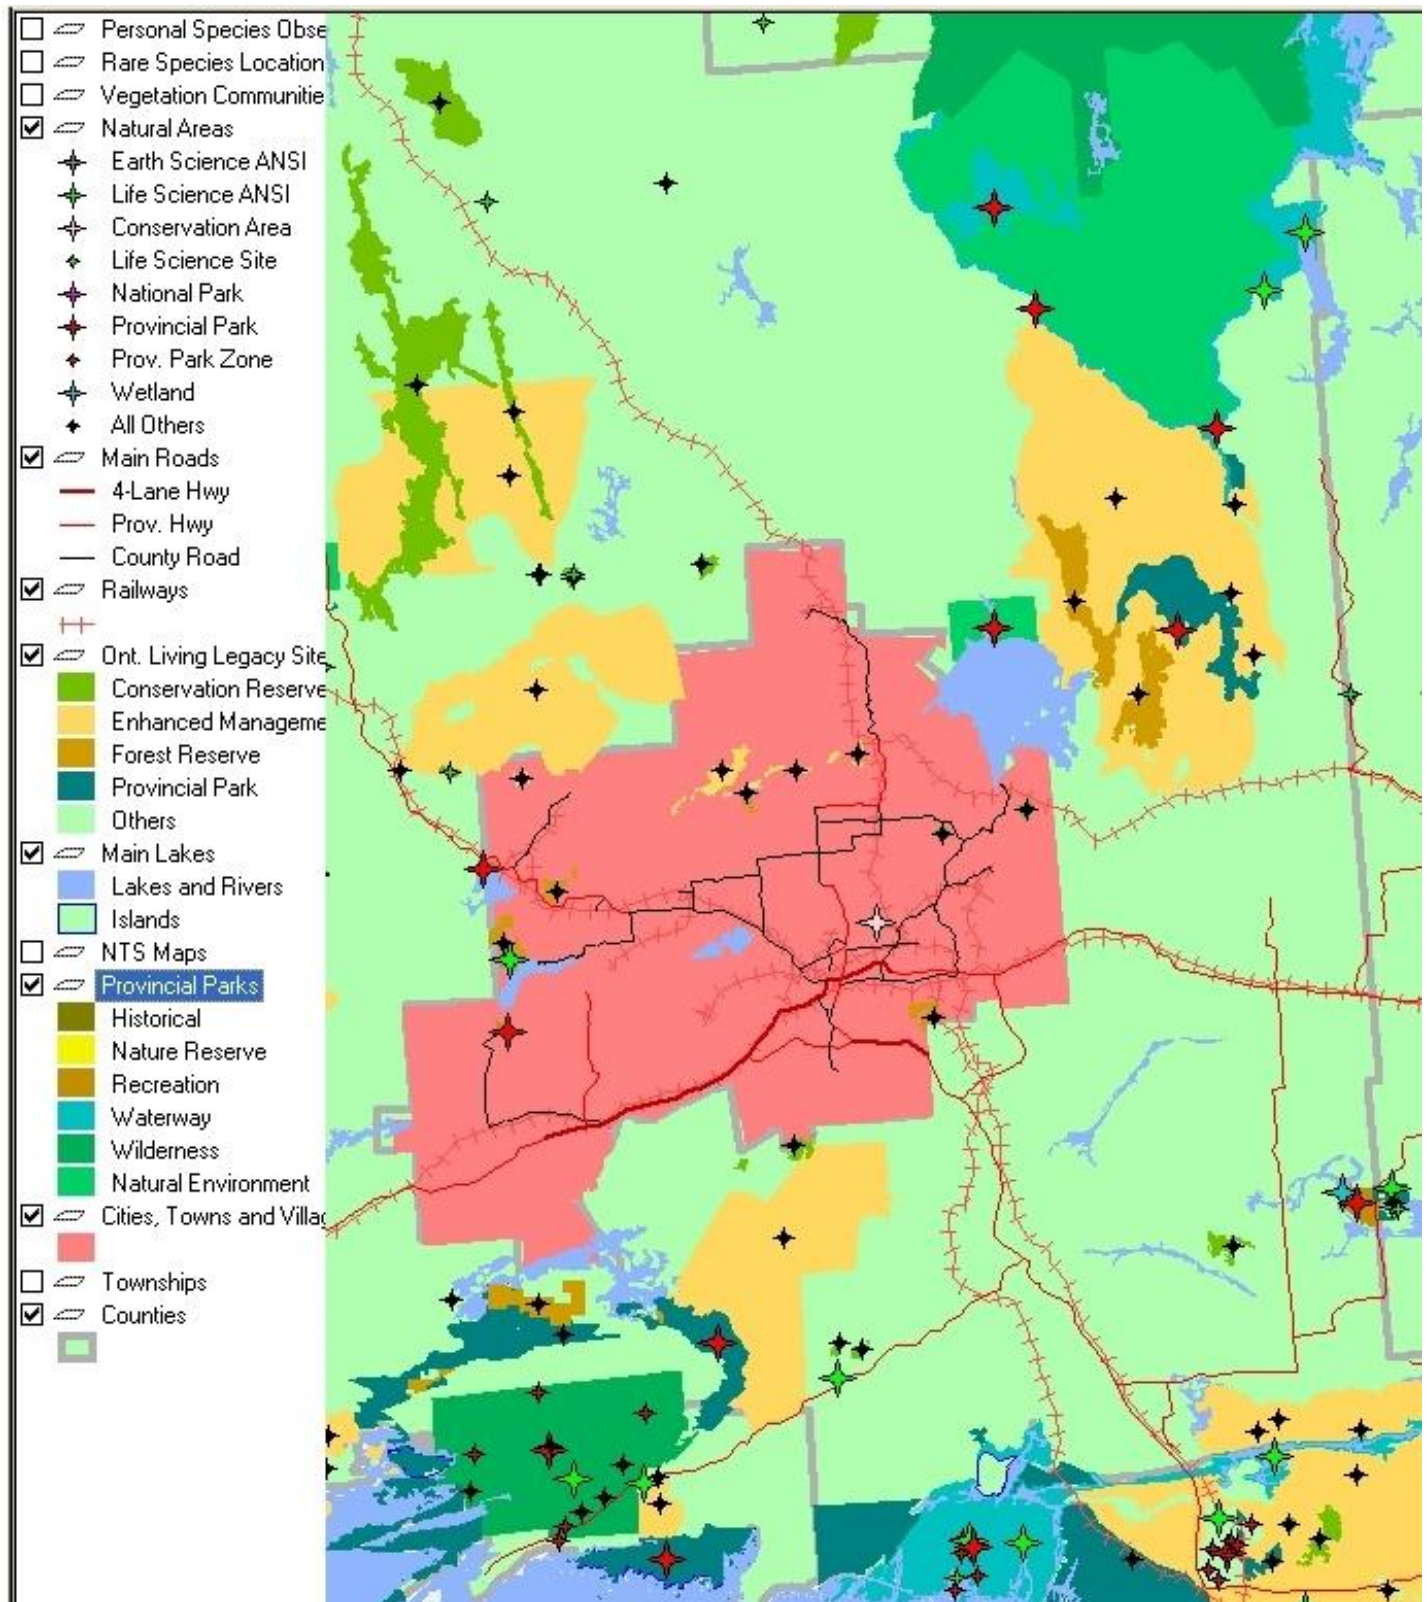 Personal Species Obse
Rare Species Location
Vegetation Communitie
Natural Areas
Earth Science ANSI
Life Science ANSI
Conservation Area
Life Science Site
National Park
Provincial Park
Prov. Park Zone
Wetland
All Others
Main Roads
4-Lane Hwy
Prov. Hwy
County Road
Railways
Ont. Living Legacy Site
Conservation Reserve
Enhanced Manageme
Forest Reserve
Provincial Park
Others
Main Lakes
Lakes and Rivers
Islands
NTS Maps
Provincial Parks
Historical
Nature Reserve
Recreation
Waterway
Wilderness
Natural Environment
Cities, Towns and Villag
Townships
Counties